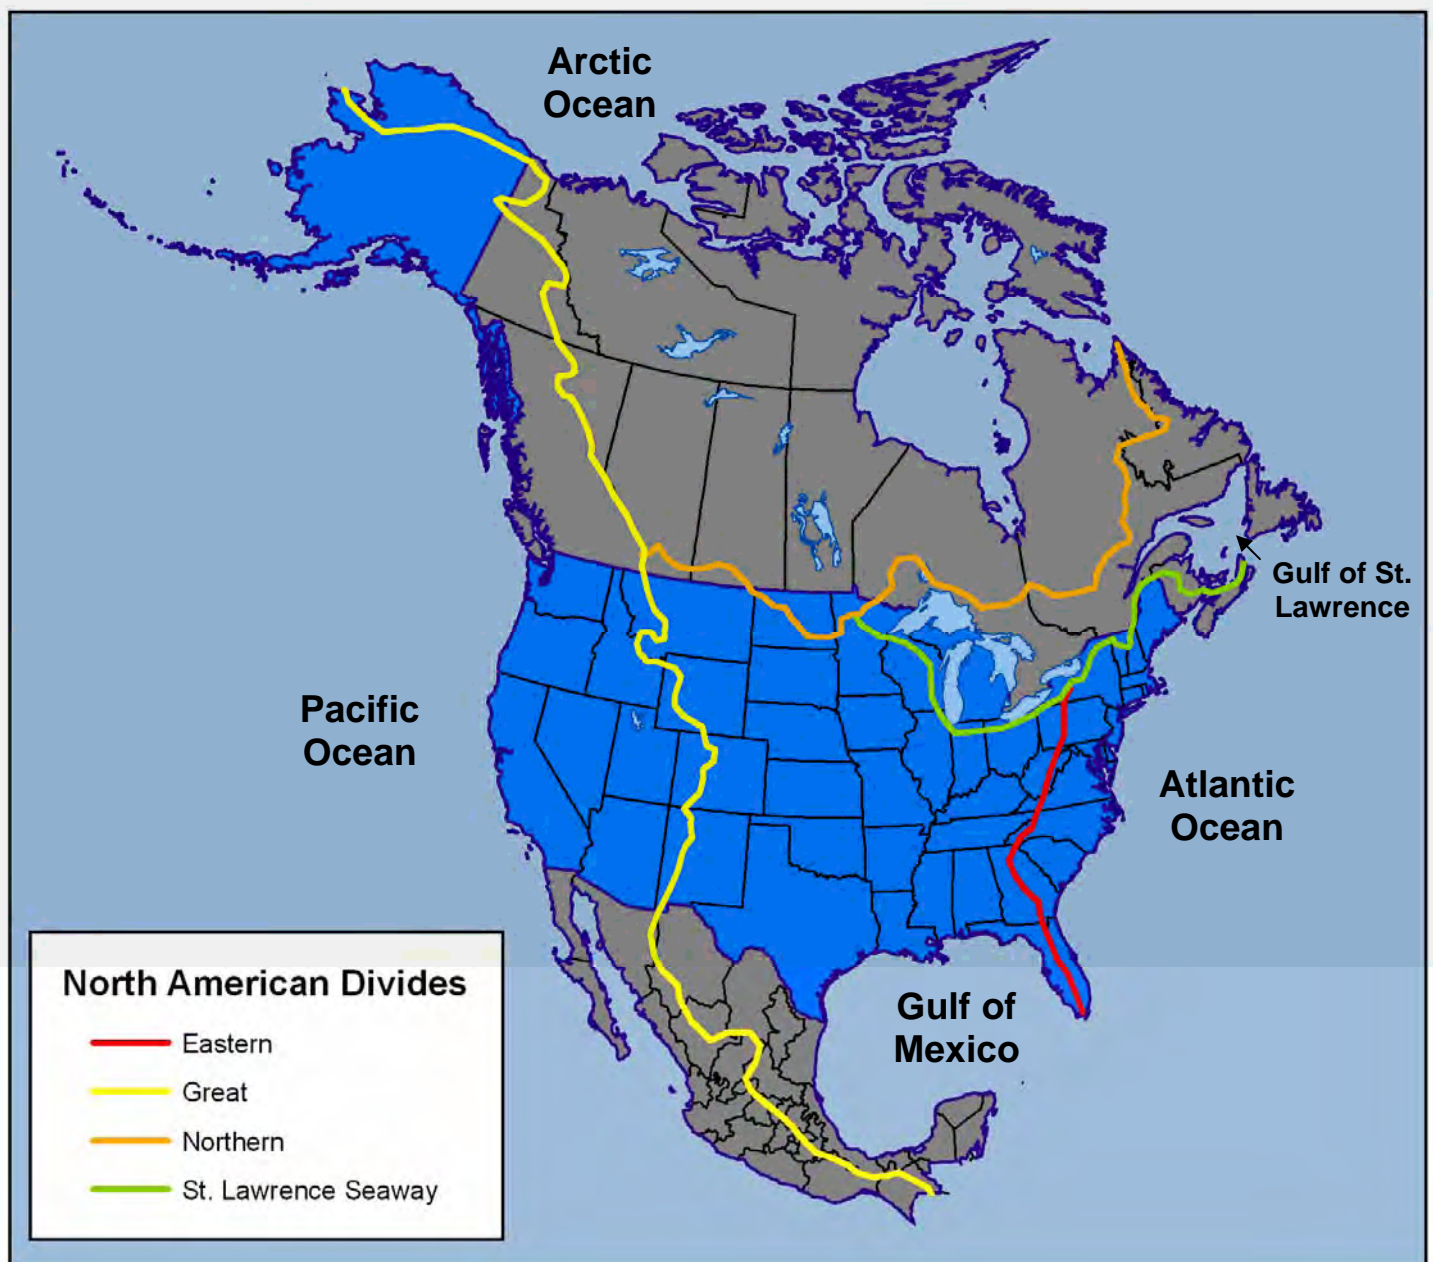 Arctic
Ocean
Gulf of St.
Lawrence
Pacific
Ocean
Atlantic
Ocean
Gulf of
Mexico
North American Divides
Eastern
Great
Northern
St. Lawrence Seaway